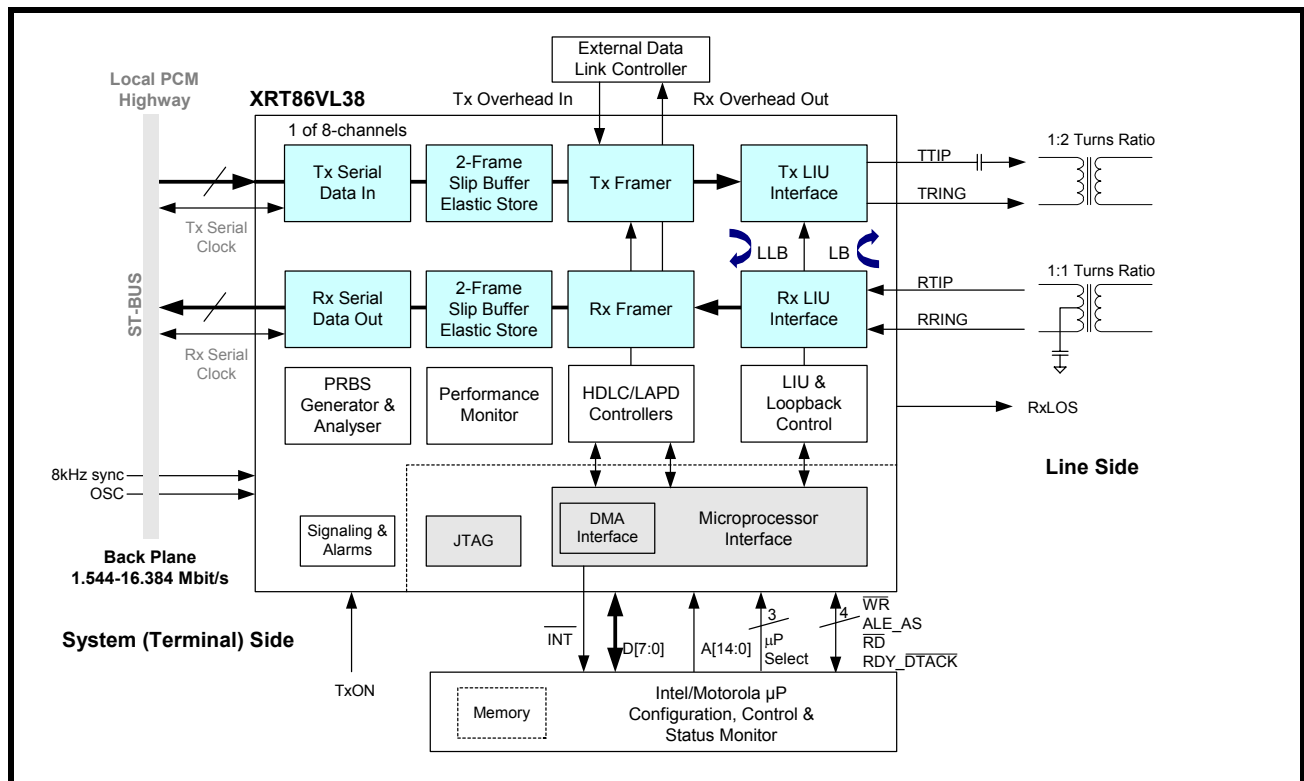 External Data
Link Controller
Local PCM
Highway
XRT86VL38
Tx Overhead In
Rx Overhead Out
1 of 8-channels
Tx Serial
Data In
2-Frame
Slip Buffer
Elastic Store
Tx Framer
Tx LIU
Interface
TTIP
TRING
1:2 Turns Ratio
Tx Serial
Clock
LLB
LB
ST-BUS
Rx Serial
Data Out
2-Frame
Slip Buffer
Elastic Store
Rx Framer
Rx LIU
Interface
RTIP
RRING
1:1 Turns Ratio
Rx Serial
Clock
PRBS
Generator &
Analyser
Performance
Monitor
HDLC/LAPD
Controllers
LIU &
Loopback
Control
RxLOS
Line Side
8kHz sync
OSC
Signaling &
Alarms
JTAG
DMA
Interface
Microprocessor
Interface
Back Plane
1.544-16.384 Mbit/s
System (Terminal) Side
TxON
INT
D[7:0]
A[14:0]
3
µP
Select
4
WR
ALE_AS
RD
RDY_DTACK
Memory
Intel/Motorola µP
Configuration, Control &
Status Monitor